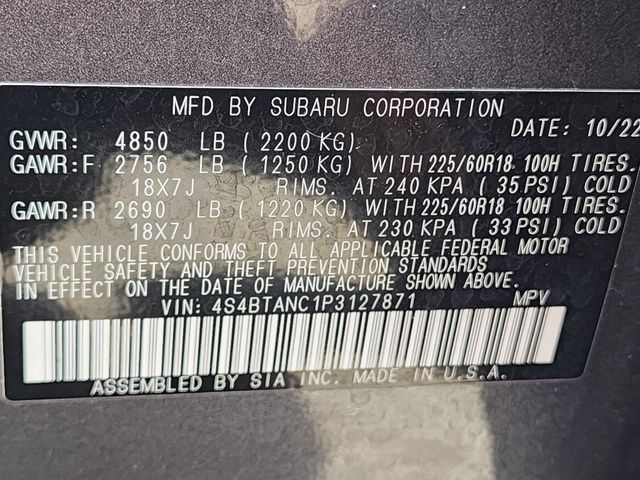 MFD BY SUBARU CORPORATION
DATE: 10/22
GVWR: 4850 LB ( 2200 KG)
GAWR:F 2756 LB ( 1250 KG) WITH 225/60R18 100H TIRES.
18X7J RIMS. AT 240 KPA ( 35 PSI) COLD
GAWR:R 2690 LB ( 1220 KG) WITH 225/60R18 100H TIRES.
18X7J RIMS. AT 230 KPA ( 33 PSI) COLD
THIS VEHICLE CONFORMS TO ALL APPLICABLE FEDERAL MOTOR
VEHICLE SAFETY AND THEFT PREVENTION STANDARDS
IN EFFECT ON THE DATE OF MANUFACTURE SHOWN ABOVE.
VIN: 4S4BTANC1P3127871 MPV
ASSEMBLED BY SIA INC. MADE IN U.S.A.